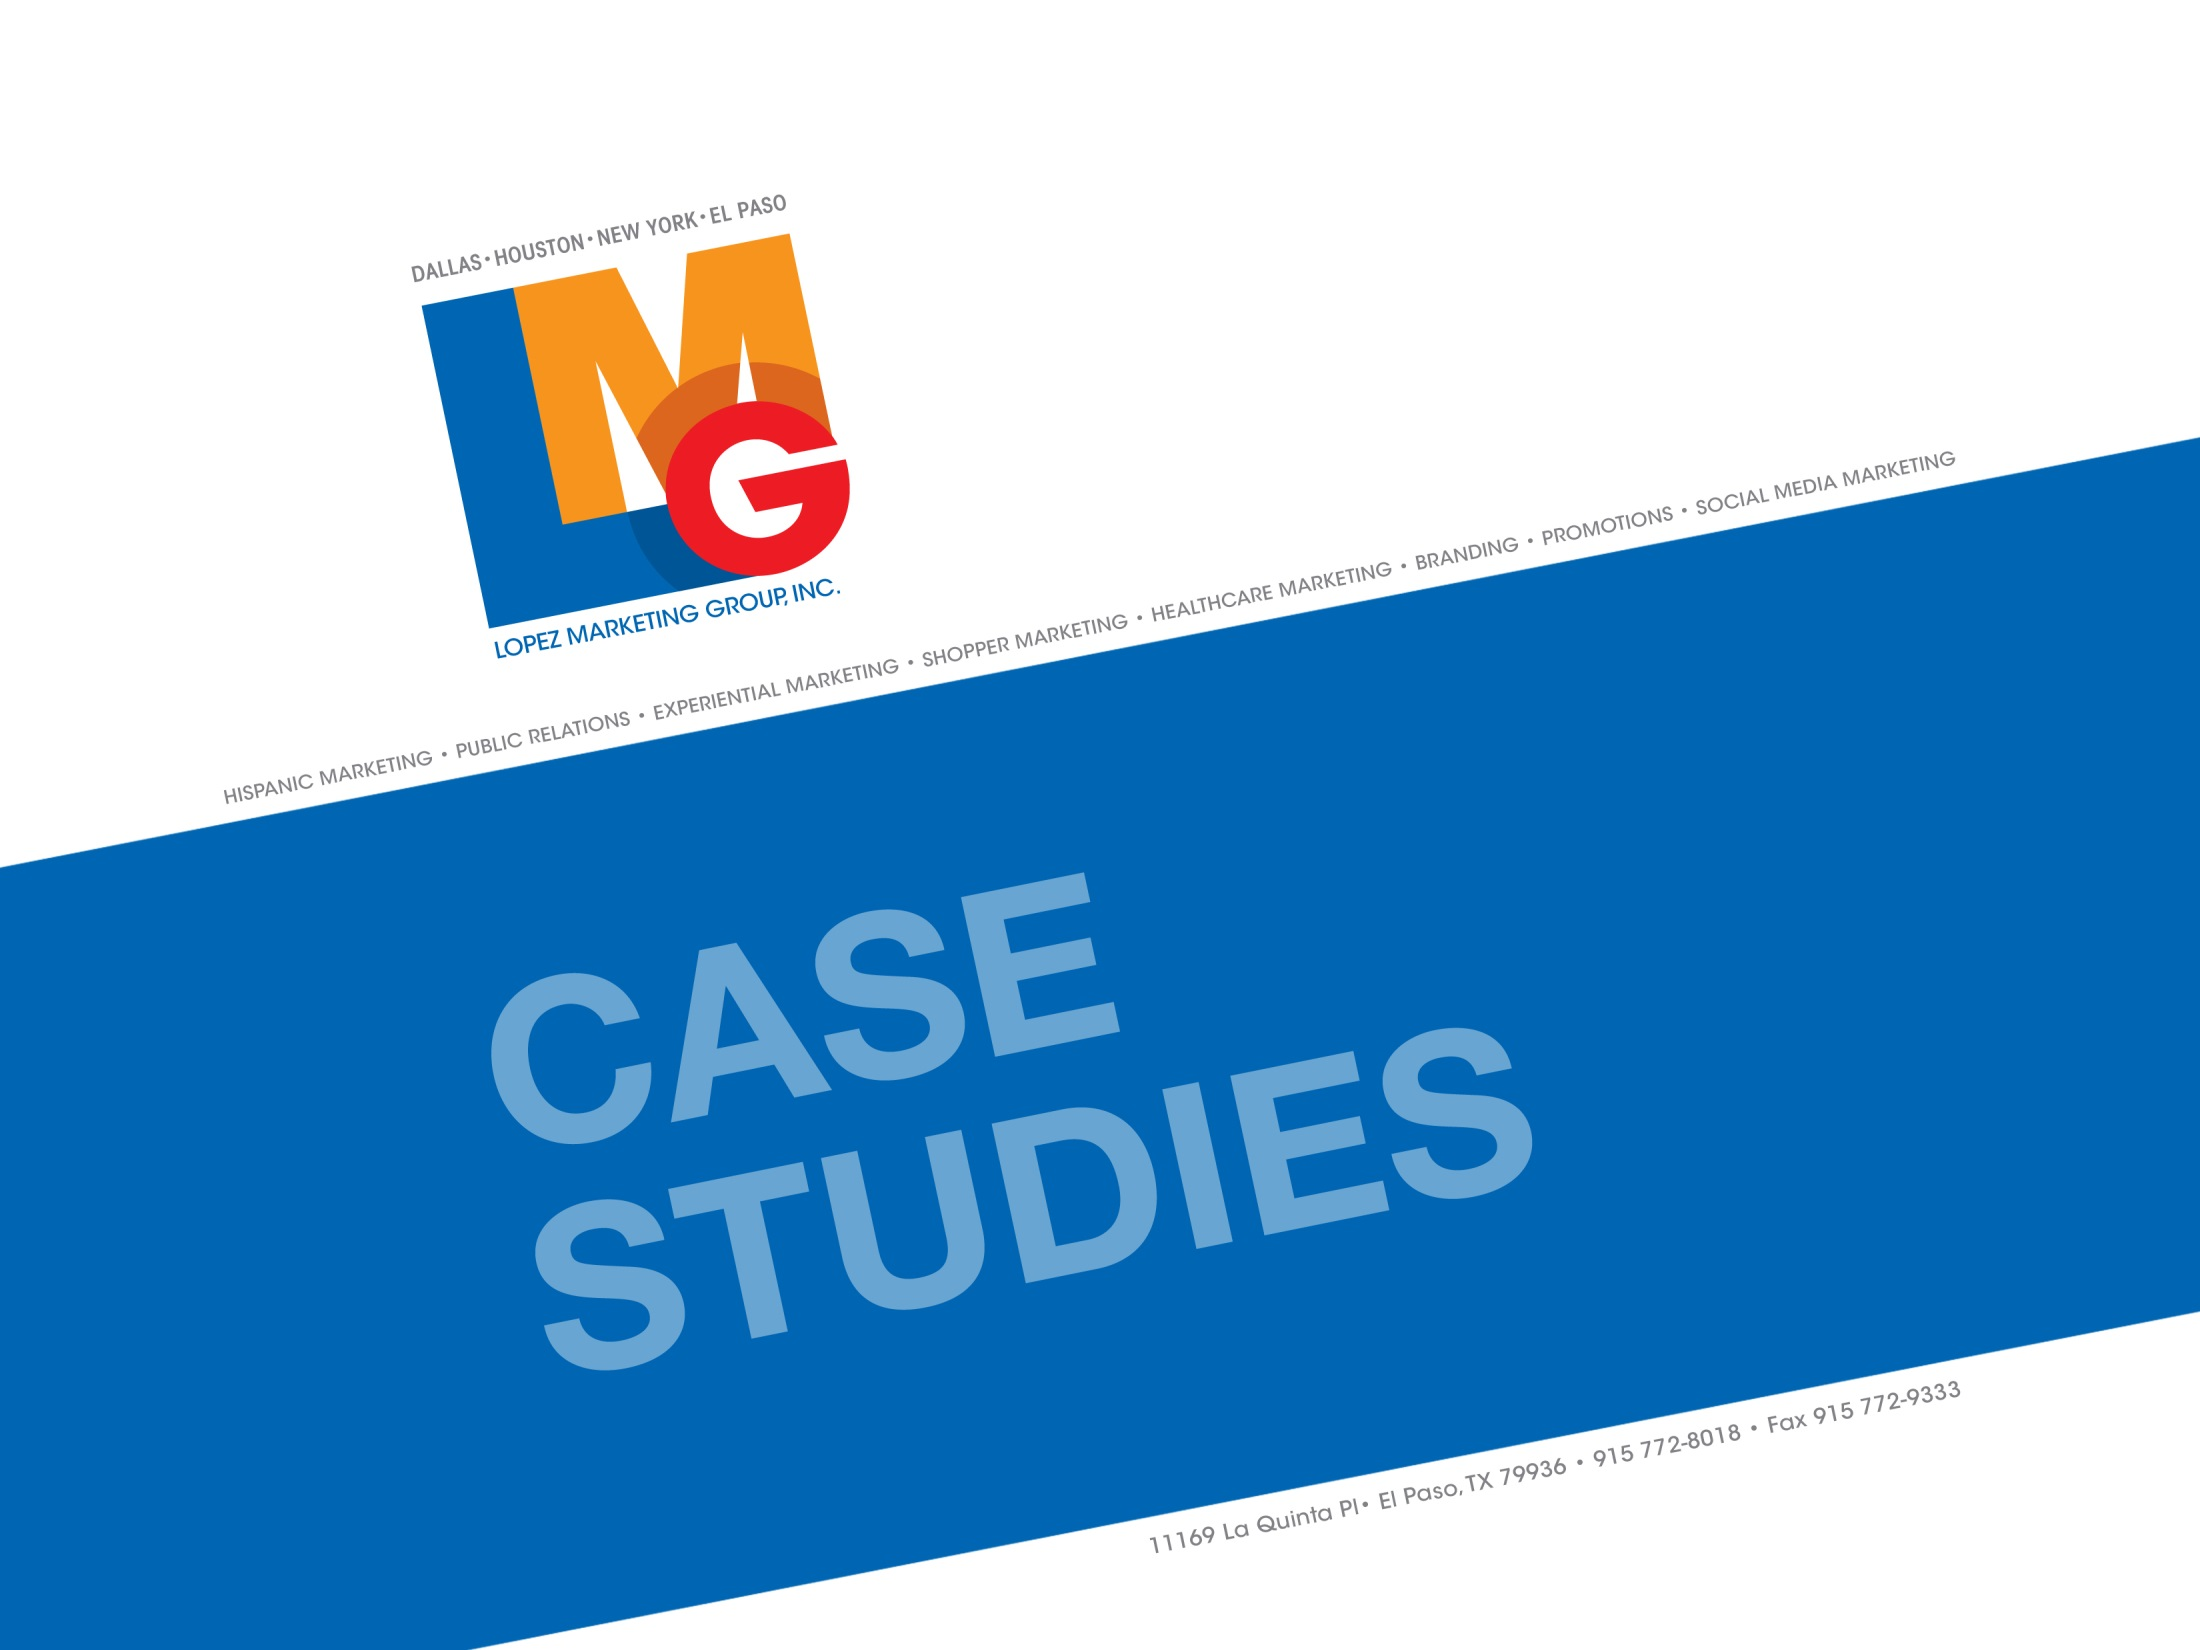 DALLAS • HOUSTON • NEW YORK • EL PASO
LMG
LOPEZ MARKETING GROUP, INC.
HISPANIC MARKETING • PUBLIC RELATIONS • EXPERIENTIAL MARKETING • SHOPPER MARKETING • HEALTHCARE MARKETING • BRANDING • PROMOTIONS • SOCIAL MEDIA MARKETING
CASE
STUDIES
11169 La Quinta Pl • El Paso, TX 79936 • 915 772-8018 • Fax 915 772-9333